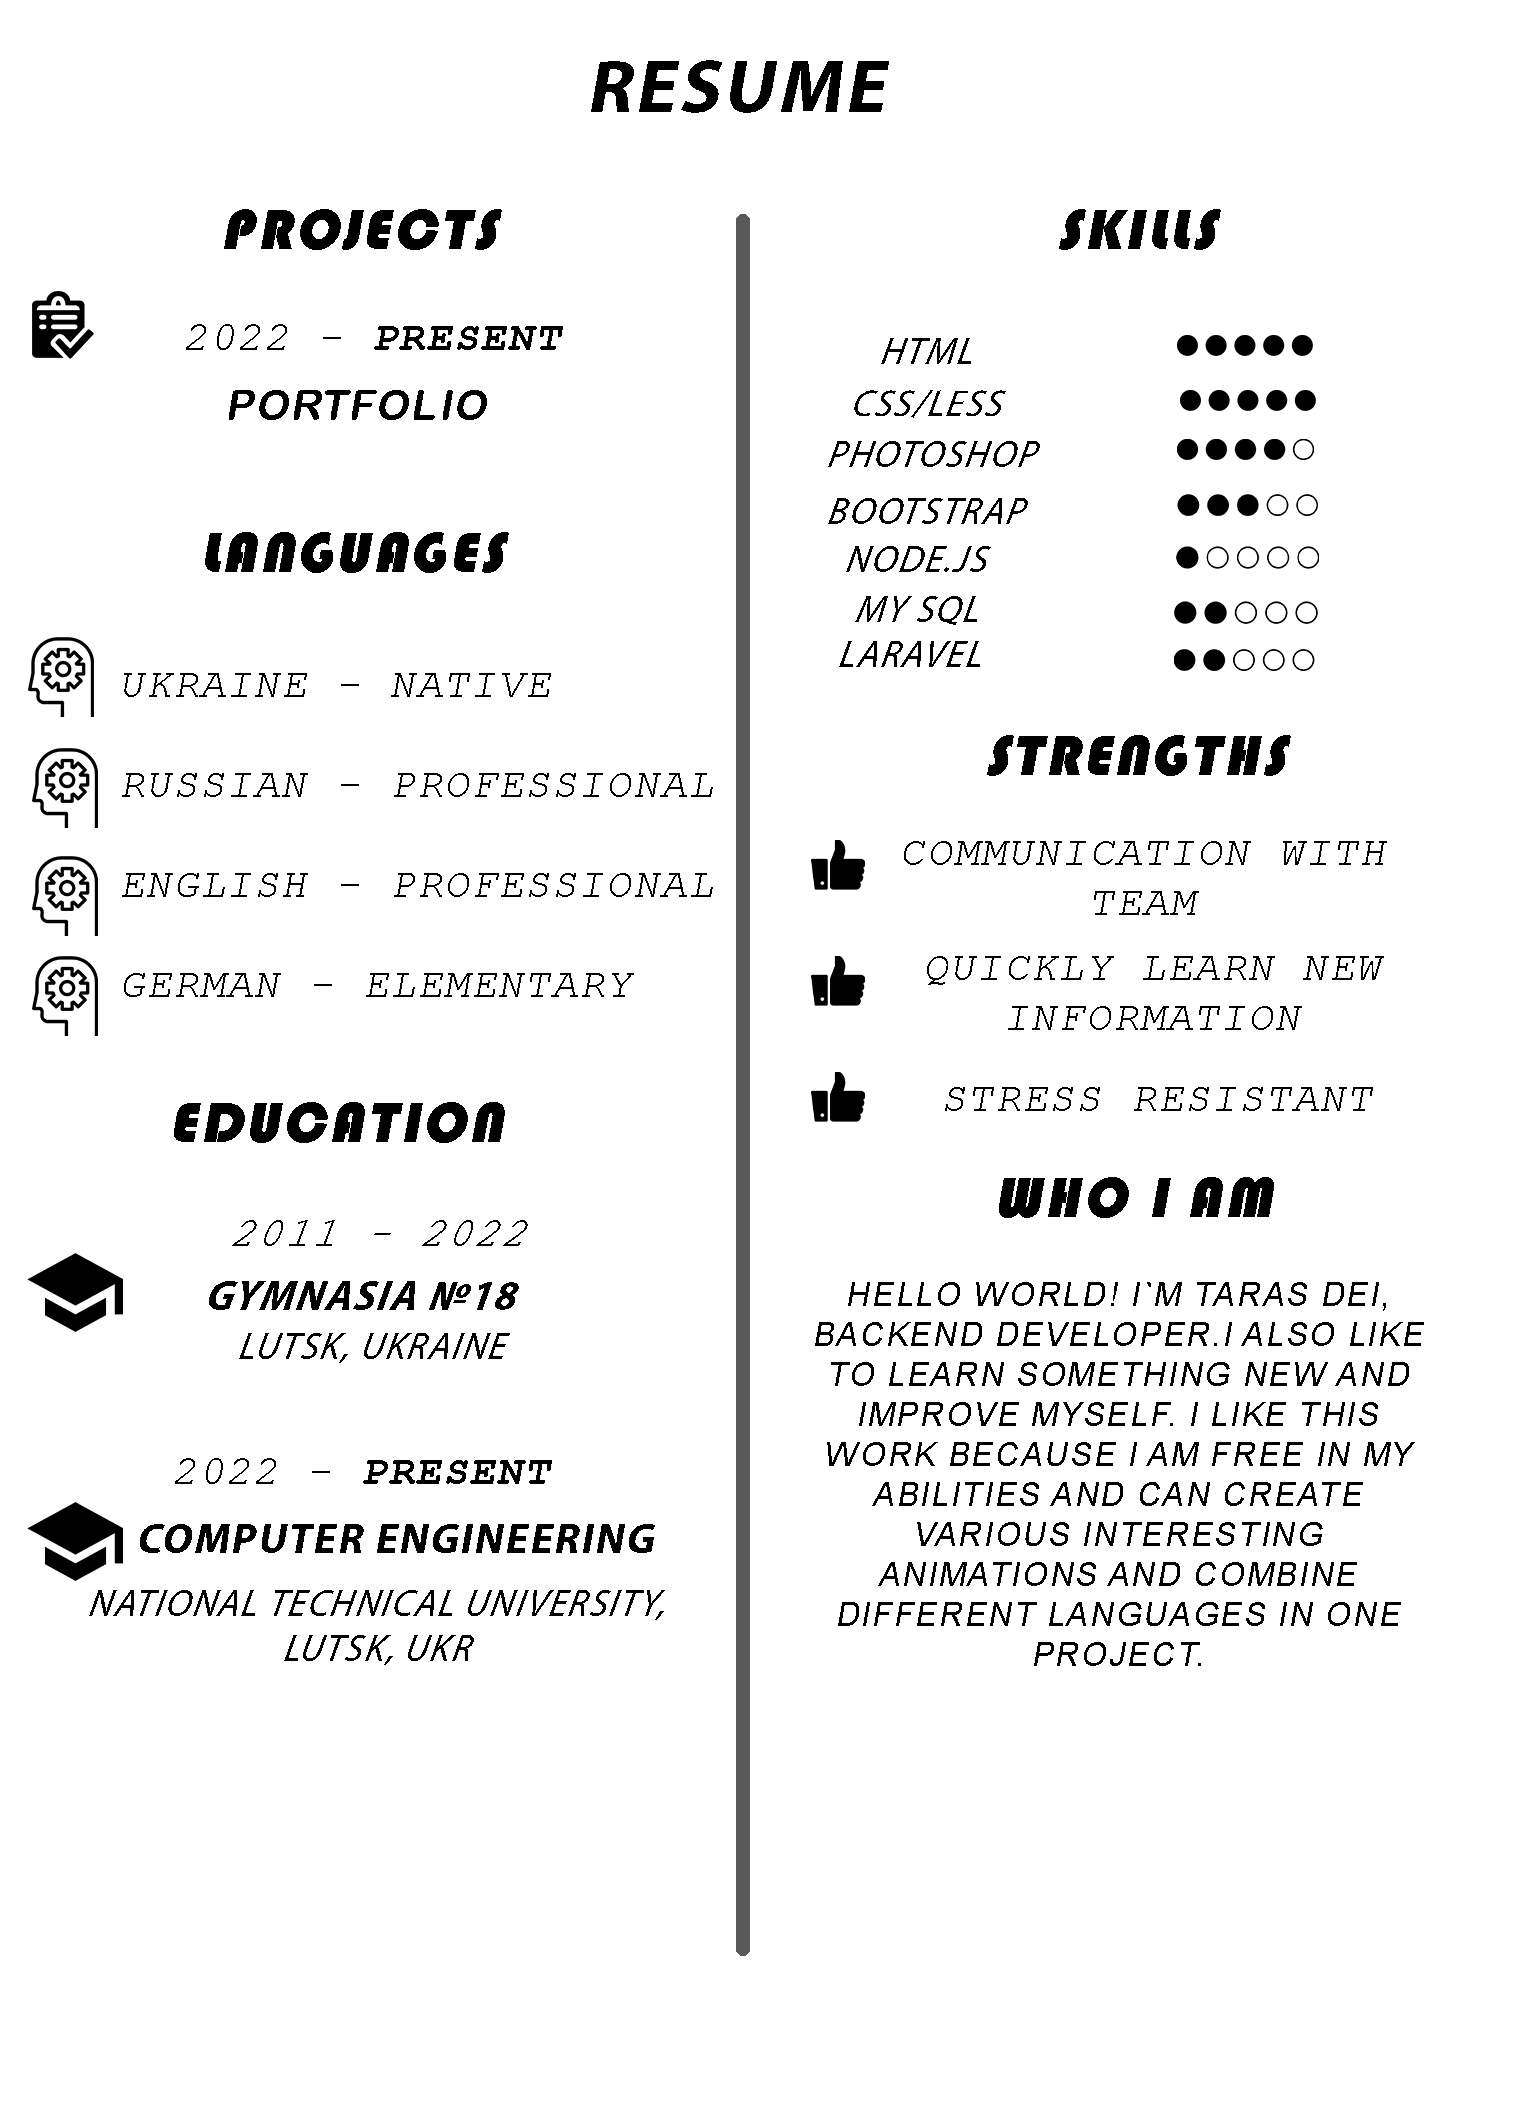 RESUME
PROJECTS
2022 - PRESENT
PORTFOLIO
LANGUAGES
UKRAINE - NATIVE
RUSSIAN - PROFESSIONAL
ENGLISH - PROFESSIONAL
GERMAN - ELEMENTARY
EDUCATION
2011 - 2022
GYMNASIA №18
LUTSK, UKRAINE
2022 - PRESENT
COMPUTER ENGINEERING
NATIONAL TECHNICAL UNIVERSITY,
LUTSK, UKR
SKILLS
HTML
CSS/LESS
PHOTOSHOP
BOOTSTRAP
NODE.JS
MY SQL
LARAVEL
STRENGTHS
COMMUNICATION WITH
TEAM
QUICKLY LEARN NEW
INFORMATION
STRESS RESISTANT
WHO I AM
HELLO WORLD! I`M TARAS DEI,
BACKEND DEVELOPER.I ALSO LIKE
TO LEARN SOMETHING NEW AND
IMPROVE MYSELF. I LIKE THIS
WORK BECAUSE I AM FREE IN MY
ABILITIES AND CAN CREATE
VARIOUS INTERESTING
ANIMATIONS AND COMBINE
DIFFERENT LANGUAGES IN ONE
PROJECT.